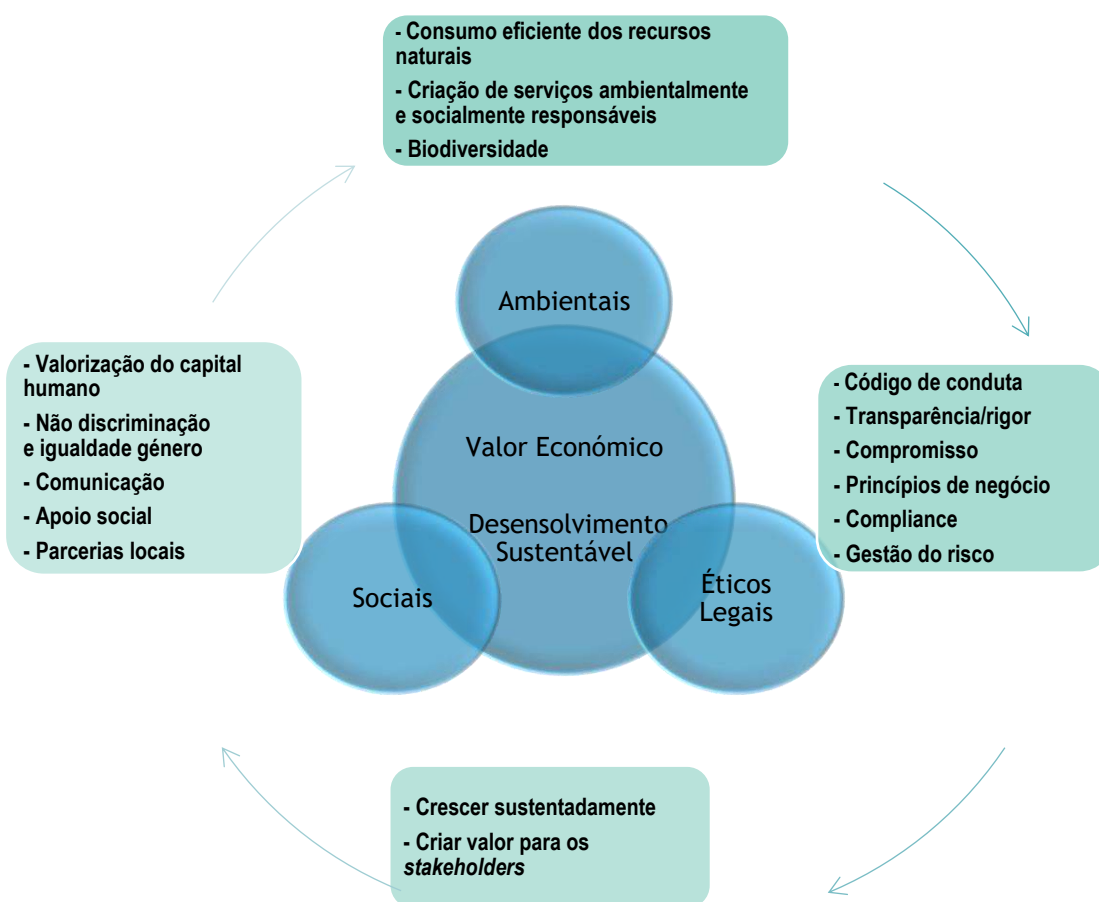 - Consumo eficiente dos recursos
naturais
- Criação de serviços ambientalmente
e socialmente responsáveis
- Biodiversidade
Ambientais
- Valorização do capital
humano
- Não discriminação
e igualdade género
- Comunicação
- Apoio social
- Parcerias locais
Valor Económico
Desensolvimento
Sustentável
- Código de conduta
- Transparência/rigor
- Compromisso
- Princípios de negócio
- Compliance
- Gestão do risco
Sociais
Éticos
Legais
- Crescer sustentadamente
- Criar valor para os
stakeholders